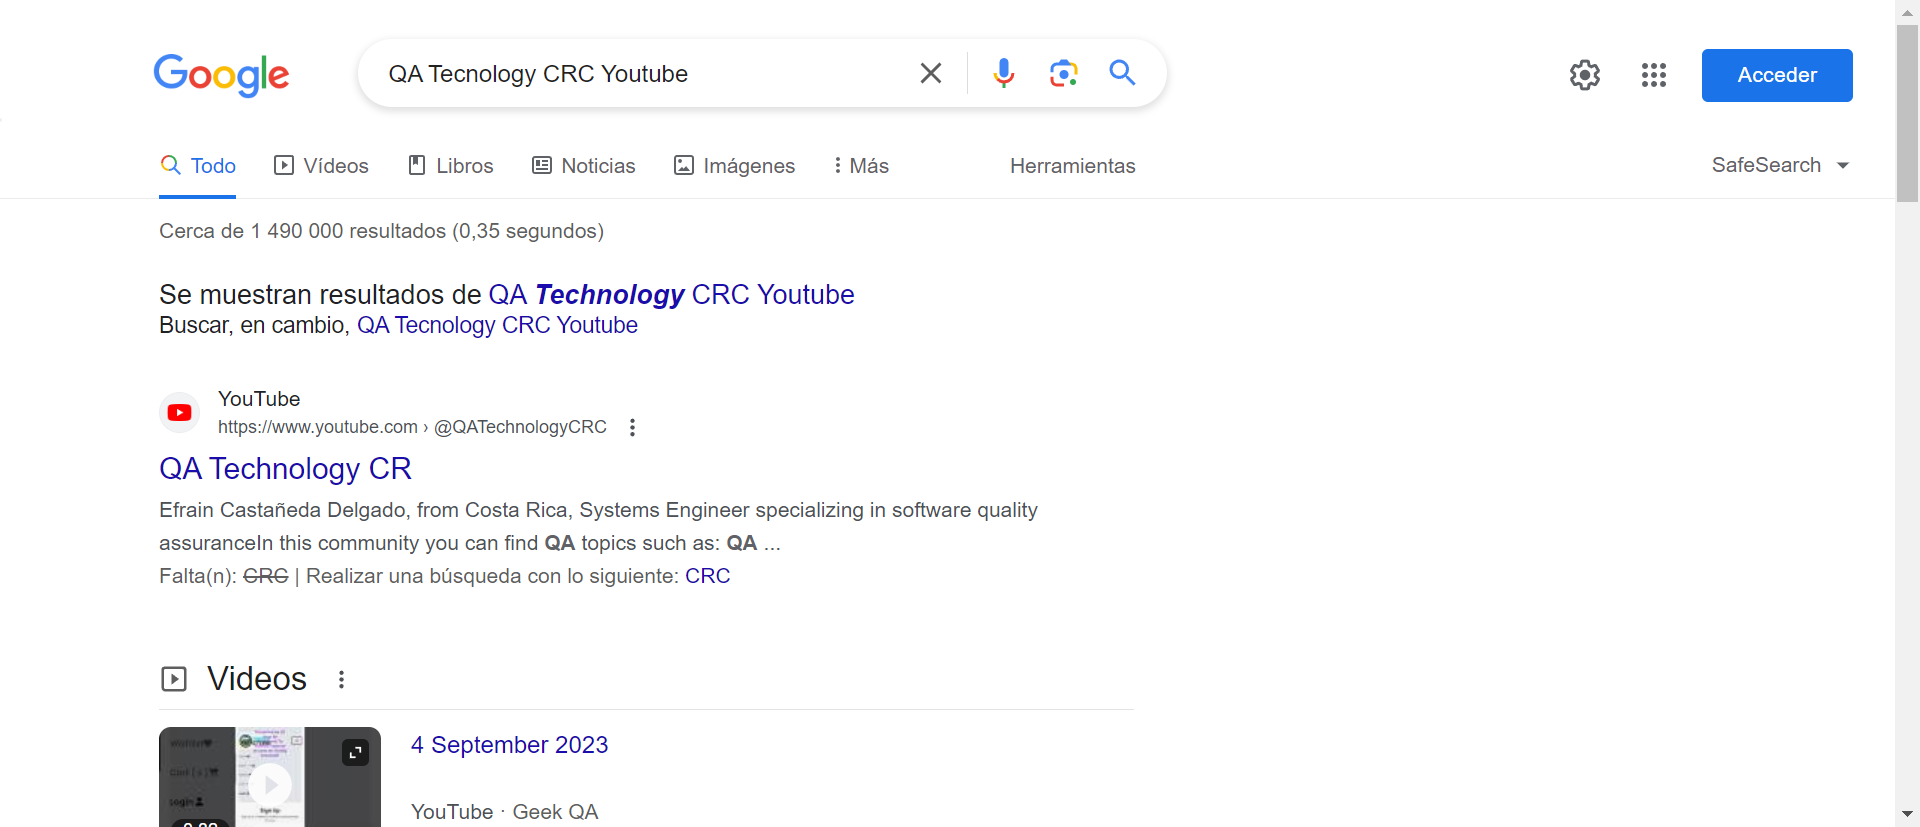 Google
QA Tecnology CRC Youtube
Acceder
Todo
Vídeos
Libros
Noticias
Imágenes
Más
Herramientas
SafeSearch
Cerca de 1 490 000 resultados (0,35 segundos)
Se muestran resultados de QA Technology CRC Youtube
Buscar, en cambio, QA Tecnology CRC Youtube
YouTube
https://www.youtube.com › @QATechnologyCRC
QA Technology CR
Efrain Castañeda Delgado, from Costa Rica, Systems Engineer specializing in software quality
assuranceIn this community you can find QA topics such as: QA ...
Falta(n): CRC | Realizar una búsqueda con lo siguiente: CRC
Videos
4 September 2023
YouTube · Geek QA